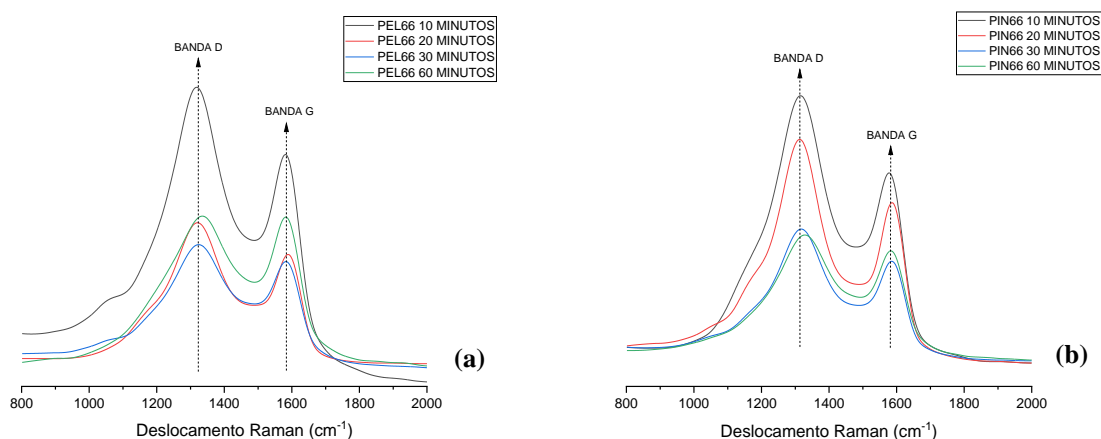 PEL66 10 MINUTOS
PEL66 20 MINUTOS
PEL66 30 MINUTOS
PEL66 60 MINUTOS
BANDA D
BANDA G
(a)
800 1000 1200 1400 1600 1800 2000
Deslocamento Raman (cm-1)
PIN66 10 MINUTOS
PIN66 20 MINUTOS
PIN66 30 MINUTOS
PIN66 60 MINUTOS
BANDA D
BANDA G
(b)
800 1000 1200 1400 1600 1800 2000
Deslocamento Raman (cm-1)